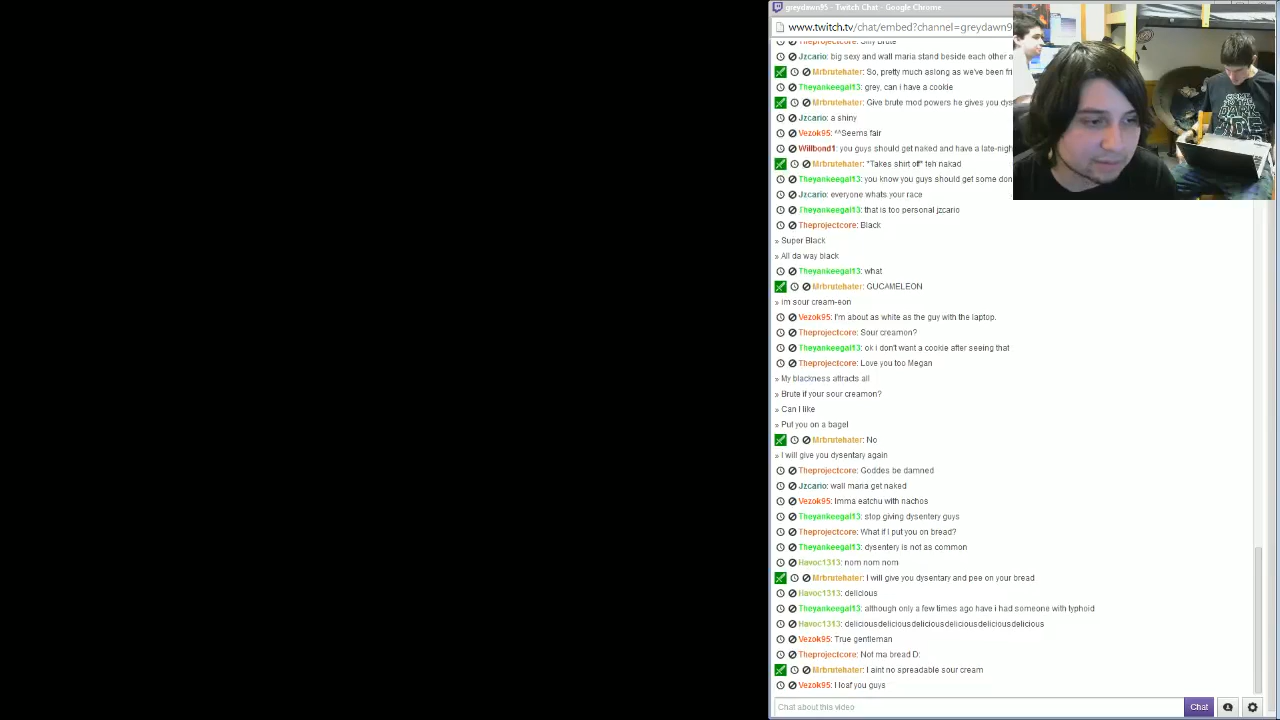 greydawn95 - Twitch Chat - Google Chrome
www.twitch.tv/chat/embed?channel=greydawn9
Theprojectcore: Silly Brute
Jzcario: big sexy and wall maria stand beside each other a
Mrbrutehater: So, pretty much aslong as we've been fri
Theyankeegal13: grey, can i have a cookie
Mrbrutehater: Give brute mod powers he gives you dys
Jzcario: a shiny
Vezok95: ^^Seems fair
Willbond1: you guys should get naked and have a late-nigh
Mrbrutehater: *Takes shirt off* teh nakad
Theyankeegal13: you know you guys should get some don
Jzcario: everyone whats your race
Theyankeegal13: that is too personal jzcario
Theprojectcore: Black
» Super Black
» All da way black
Theyankeegal13: what
Mrbrutehater: GUCAMELEON
» im sour cream-eon
Vezok95: I'm about as white as the guy with the laptop.
Theprojectcore: Sour creamon?
Theyankeegal13: ok i don't want a cookie after seeing that
Theprojectcore: Love you too Megan
» My blackness attracts all
» Brute if your sour creamon?
» Can I like
» Put you on a bagel
Mrbrutehater: No
» I will give you dysentary again
Theprojectcore: Goddes be damned
Jzcario: wall maria get naked
Vezok95: Imma eatchu with nachos
Theyankeegal13: stop giving dysentery guys
Theprojectcore: What if I put you on bread?
Theyankeegal13: dysentery is not as common
Havoc1313: nom nom nom
Mrbrutehater: I will give you dysentary and pee on your bread
Havoc1313: delicious
Theyankeegal13: although only a few times ago have i had someone with typhoid
Havoc1313: deliciousdeliciousdeliciousdeliciousdeliciousdelicious
Vezok95: True gentleman
Theprojectcore: Not ma bread D:
Mrbrutehater: I aint no spreadable sour cream
Vezok95: I loaf you guys
Chat about this video
Chat
COME
TO THE
DARK
SIDE